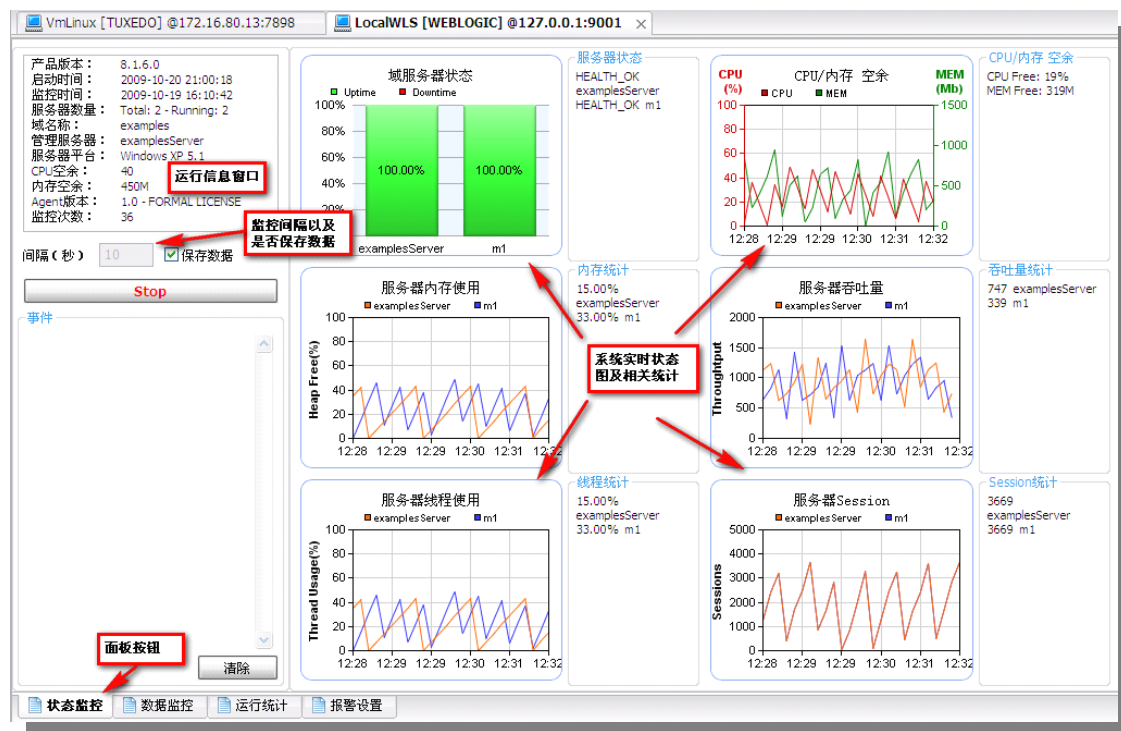 VmLinux [TUXEDO] @172.16.80.13:7898
LocalWLS [WEBLOGIC] @127.0.0.1:9001
产品版本： 8.1.6.0
启动时间： 2009-10-20 21:00:18
监控时间： 2009-10-19 16:10:42
服务器数量： Total: 2 - Running: 2
域名称： examples
管理服务器： examplesServer
服务器平台： Windows XP 5.1
CPU空余： 40
内存空余： 450M
Agent版本： 1.0 - FORMAL LICENSE
监控次数： 36
运行信息窗口
监控间隔以及
是否保存数据
间隔(秒) 10 保存数据
Stop
事件
面板按钮
清除
域服务器状态
Uptime Downtime
100%
80%
60%
40%
20%
100.00% 100.00%
examplesServer m1
服务器状态
HEALTH_OK
examplesServer
HEALTH_OK m1
CPU/内存 空余
CPU
(%)
MEM
(Mb)
CPU MEM
100
80
60
40
20
0
1500
1000
500
0
12:28 12:29 12:29 12:30 12:31 12:32
CPU/内存 空余
CPU Free: 19%
MEM Free: 319M
服务器内存使用
examplesServer m1
Heap Free(%)
100
80
60
40
20
0
12:28 12:29 12:29 12:30 12:31 12:32
内存统计
15.00%
examplesServer
33.00% m1
系统实时状态
图及相关统计
服务器吞吐量
examplesServer m1
Throughtput
2000
1500
1000
500
0
12:28 12:29 12:29 12:30 12:31 12:32
吞吐量统计
747 examplesServer
339 m1
服务器线程使用
examplesServer m1
Thread Usage(%)
100
80
60
40
20
0
12:28 12:29 12:29 12:30 12:31 12:32
线程统计
15.00%
examplesServer
33.00% m1
服务器Session
examplesServer m1
Sessions
5000
4000
3000
2000
1000
0
12:28 12:29 12:29 12:30 12:31 12:32
Session统计
3669
examplesServer
3669 m1
状态监控 数据监控 运行统计 报警设置